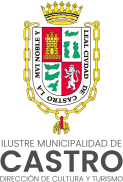 LA MVI NOBLE Y LEAL CIVDAD DE CASTRO
ILUSTRE MUNICIPALIDAD DE
CASTRO
DIRECCIÓN DE CULTURA Y TURISMO